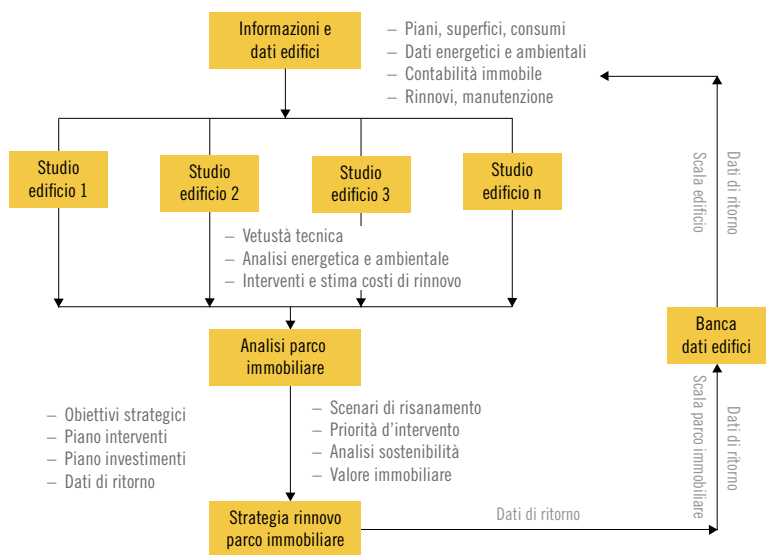 Informazioni e
dati edifici
– Piani, superfici, consumi
– Dati energetici e ambientali
– Contabilità immobile
– Rinnovi, manutenzione
Studio
edificio 1
Studio
edificio 2
Studio
edificio 3
Studio
edificio n
– Vetustà tecnica
– Analisi energetica e ambientale
– Interventi e stima costi di rinnovo
Dati di ritorno
Scala edificio
Banca
dati edifici
Analisi parco
immobiliare
– Obiettivi strategici
– Piano interventi
– Piano investimenti
– Dati di ritorno
– Scenari di risanamento
– Priorità d’intervento
– Analisi sostenibilità
– Valore immobiliare
Dati di ritorno
Scala parco immobiliare
Strategia rinnovo
parco immobiliare
Dati di ritorno